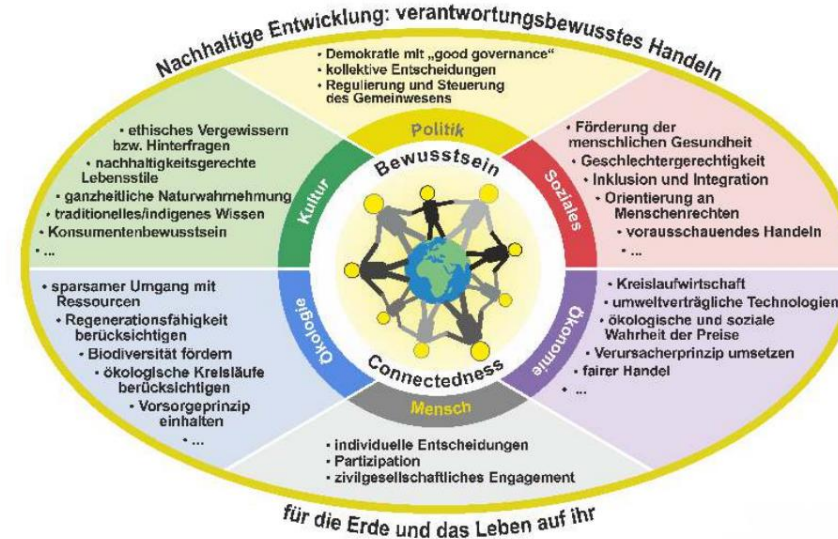 Nachhaltige Entwicklung: verantwortungsbewusstes Handeln
• Demokratie mit „good governance“
• kollektive Entscheidungen
• Regulierung und Steuerung
des Gemeinwesens
Politik
• ethisches Vergewissern
bzw. Hinterfragen
• nachhaltigkeitsgerechte
Lebensstile
• ganzheitliche Naturwahrnehmung
• traditionelles/indigenes Wissen
• Konsumentenbewusstsein
• ...
Kultur
Bewusstsein
Soziales
• Förderung der
menschlichen Gesundheit
• Geschlechtergerechtigkeit
• Inklusion und Integration
• Orientierung an
Menschenrechten
• vorausschauendes Handeln
• ...
• sparsamer Umgang mit
Ressourcen
• Regenerationsfähigkeit
berücksichtigen
• Biodiversität fördern
• ökologische Kreisläufe
berücksichtigen
• Vorsorgeprinzip
einhalten
• ...
Ökologie
Connectedness
Ökonomie
• Kreislaufwirtschaft
• umweltverträgliche Technologien
• ökologische und soziale
Wahrheit der Preise
• Verursacherprinzip umsetzen
• fairer Handel
• ...
Mensch
• individuelle Entscheidungen
• Partizipation
• zivilgesellschaftliches Engagement
für die Erde und das Leben auf ihr